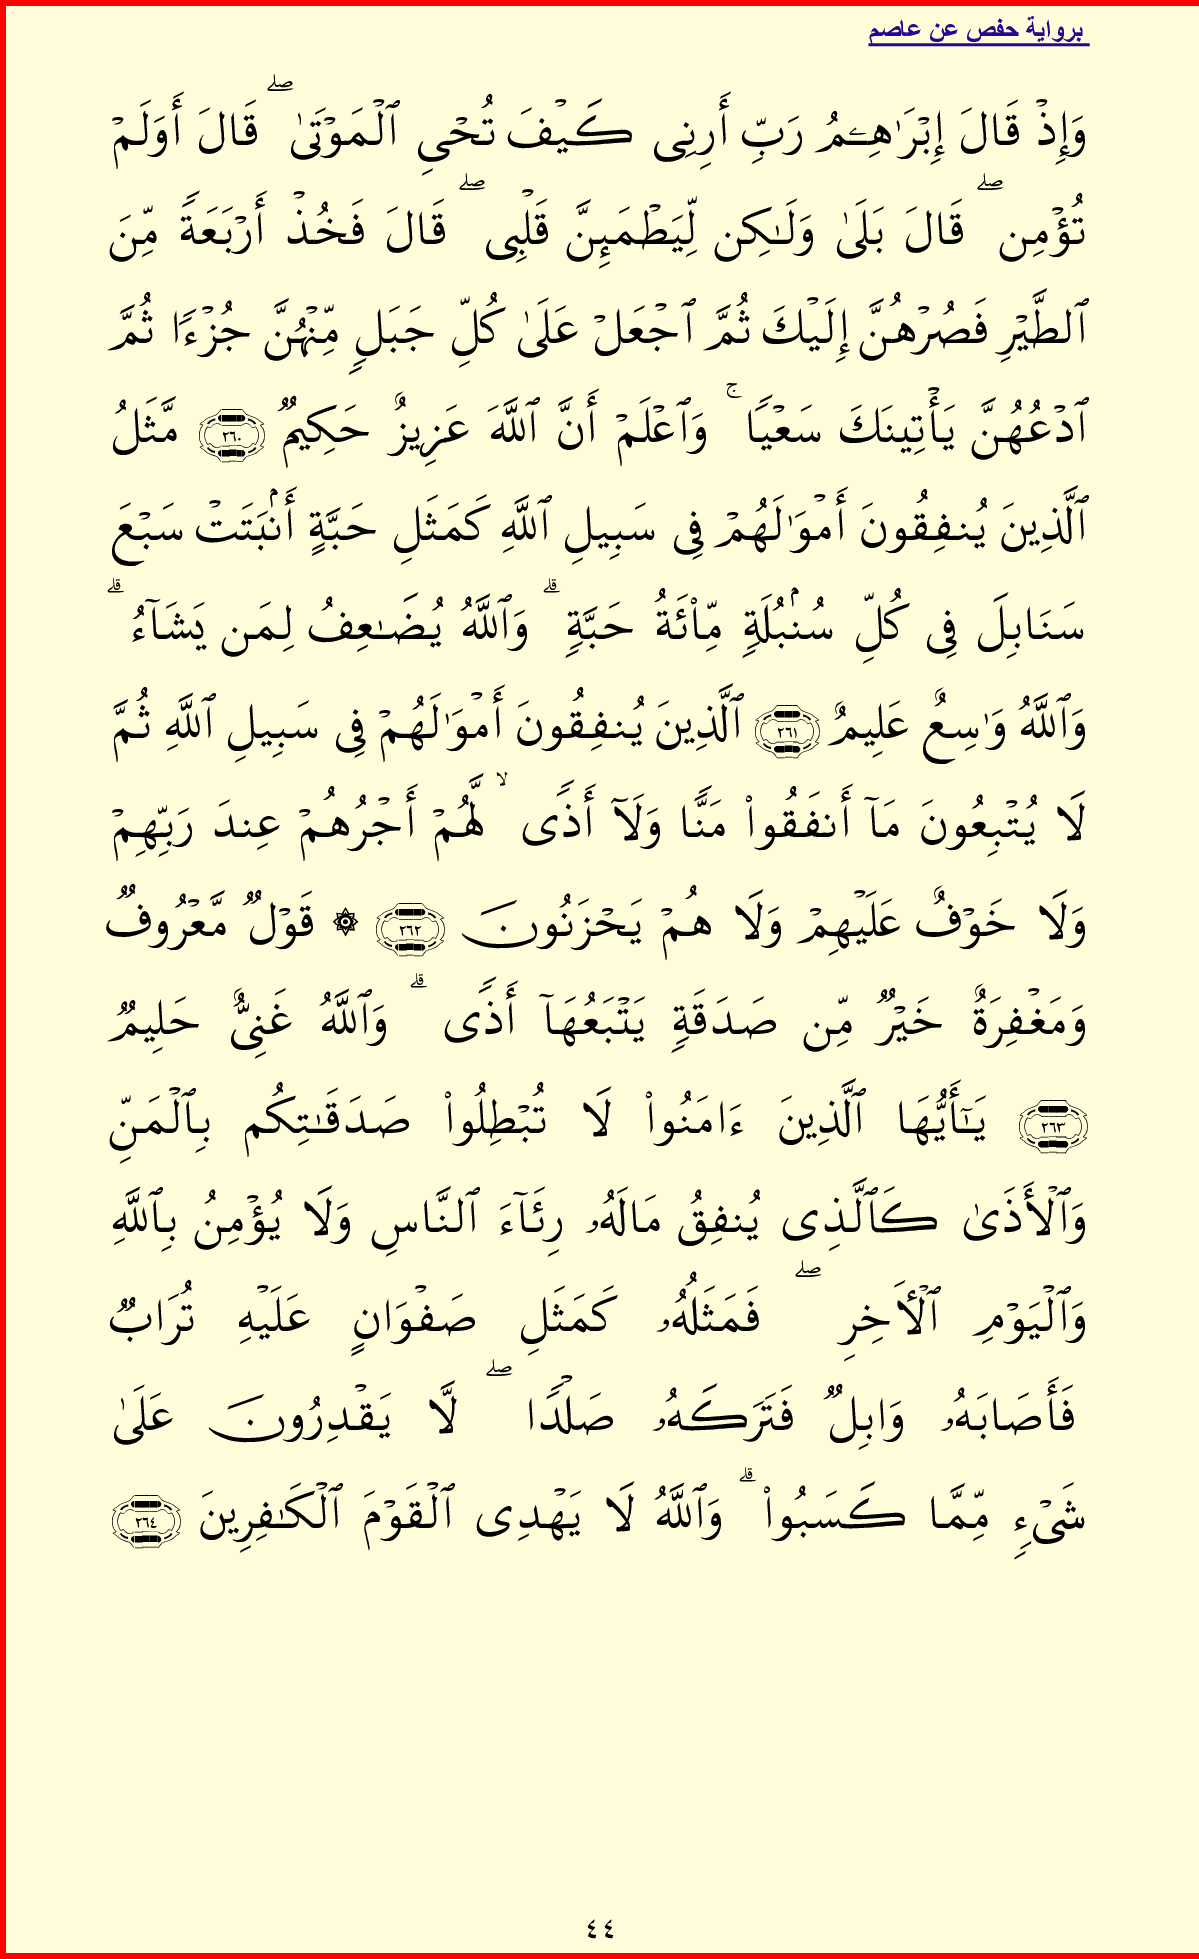 برواية حفص عن عاصم
وَإِذۡ قَالَ إِبۡرَٰهِـۧمُ رَبِّ أَرِنِى كَيۡفَ تُحۡىِ ٱلۡمَوۡتَىٰۖ قَالَ أَوَلَمۡ
تُؤۡمِنۖ قَالَ بَلَىٰ وَلَـٰكِن لِّيَطۡمَئِنَّ قَلۡبِىۖ قَالَ فَخُذۡ أَرۡبَعَةً مِّنَ
ٱلطَّيۡرِ فَصُرۡهُنَّ إِلَيۡكَ ثُمَّ ٱجۡعَلۡ عَلَىٰ كُلِّ جَبَلٍ مِّنۡهُنَّ جُزۡءًا ثُمَّ
ٱدۡعُهُنَّ يَأۡتِينَكَ سَعۡيًاۚ وَٱعۡلَمۡ أَنَّ ٱللَّهَ عَزِيزٌ حَكِيمٌ ٢٦٠ مَّثَلُ
ٱلَّذِينَ يُنفِقُونَ أَمۡوَٰلَهُمۡ فِى سَبِيلِ ٱللَّهِ كَمَثَلِ حَبَّةٍ أَنۢبَتَتۡ سَبۡعَ
سَنَابِلَ فِى كُلِّ سُنۢبُلَةٍ مِّاْئَةُ حَبَّةٍۗ وَٱللَّهُ يُضَـٰعِفُ لِمَن يَشَآءُۗ
وَٱللَّهُ وَٰسِعٌ عَلِيمٌ ٢٦١ ٱلَّذِينَ يُنفِقُونَ أَمۡوَٰلَهُمۡ فِى سَبِيلِ ٱللَّهِ ثُمَّ
لَا يُتۡبِعُونَ مَآ أَنفَقُواْ مَنًّا وَلَآ أَذًىۙ لَّهُمۡ أَجۡرُهُمۡ عِندَ رَبِّهِمۡ
وَلَا خَوۡفٌ عَلَيۡهِمۡ وَلَا هُمۡ يَحۡزَنُونَ ٢٦٢ ۞ قَوۡلٌ مَّعۡرُوفٌ
وَمَغۡفِرَةٌ خَيۡرٌ مِّن صَدَقَةٍ يَتۡبَعُهَآ أَذًىۗ وَٱللَّهُ غَنِىٌّ حَلِيمٌ
٢٦٣ يَـٰٓأَيُّهَا ٱلَّذِينَ ءَامَنُواْ لَا تُبۡطِلُواْ صَدَقَـٰتِكُم بِٱلۡمَنِّ
وَٱلۡأَذَىٰ كَٱلَّذِى يُنفِقُ مَالَهُۥ رِئَآءَ ٱلنَّاسِ وَلَا يُؤۡمِنُ بِٱللَّهِ
وَٱلۡيَوۡمِ ٱلۡأَخِرِۖ فَمَثَلُهُۥ كَمَثَلِ صَفۡوَانٍ عَلَيۡهِ تُرَابٌ
فَأَصَابَهُۥ وَابِلٌ فَتَرَكَهُۥ صَلۡدًاۖ لَّا يَقۡدِرُونَ عَلَىٰ
شَىۡءٍ مِّمَّا كَسَبُواْۗ وَٱللَّهُ لَا يَهۡدِى ٱلۡقَوۡمَ ٱلۡكَـٰفِرِينَ ٢٦٤
٤٤